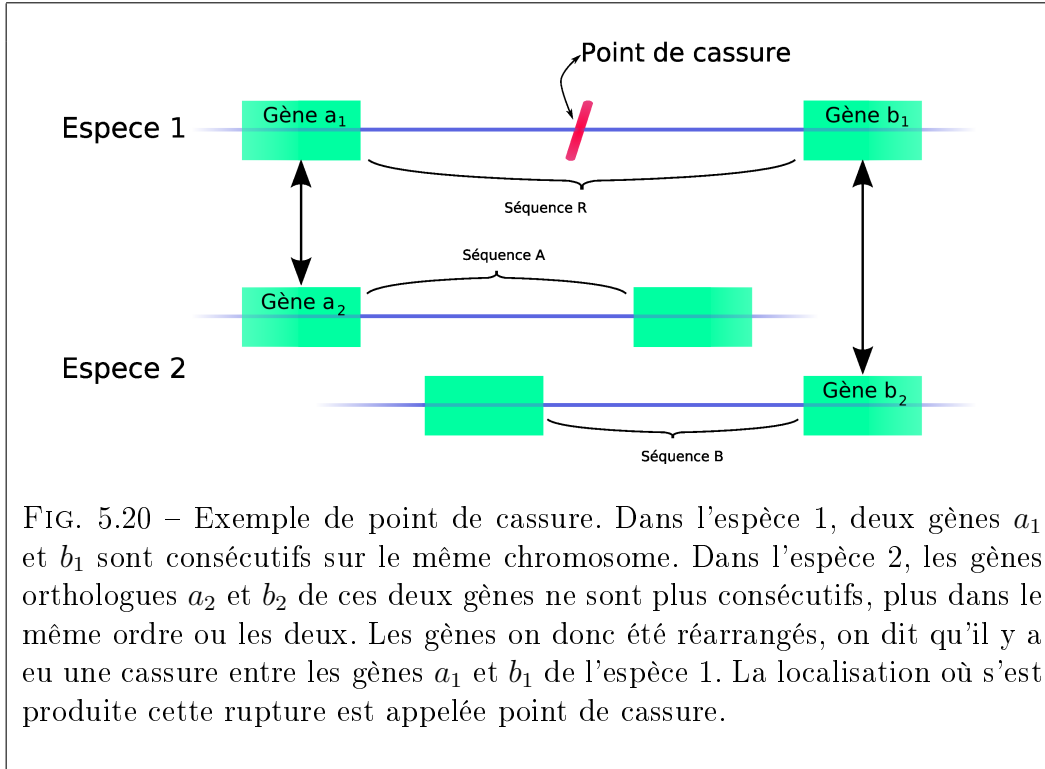 Point de cassure
Espece 1
Gène a₁
Gène b₁
Séquence R
Séquence A
Gène a₂
Espece 2
Gène b₂
Séquence B
FIG. 5.20 – Exemple de point de cassure. Dans l'espèce 1, deux gènes a₁
et b₁ sont consécutifs sur le même chromosome. Dans l'espèce 2, les gènes
orthologues a₂ et b₂ de ces deux gènes ne sont plus consécutifs, plus dans le
même ordre ou les deux. Les gènes on donc été réarrangés, on dit qu'il y a
eu une cassure entre les gènes a₁ et b₁ de l'espèce 1. La localisation où s'est
produite cette rupture est appelée point de cassure.